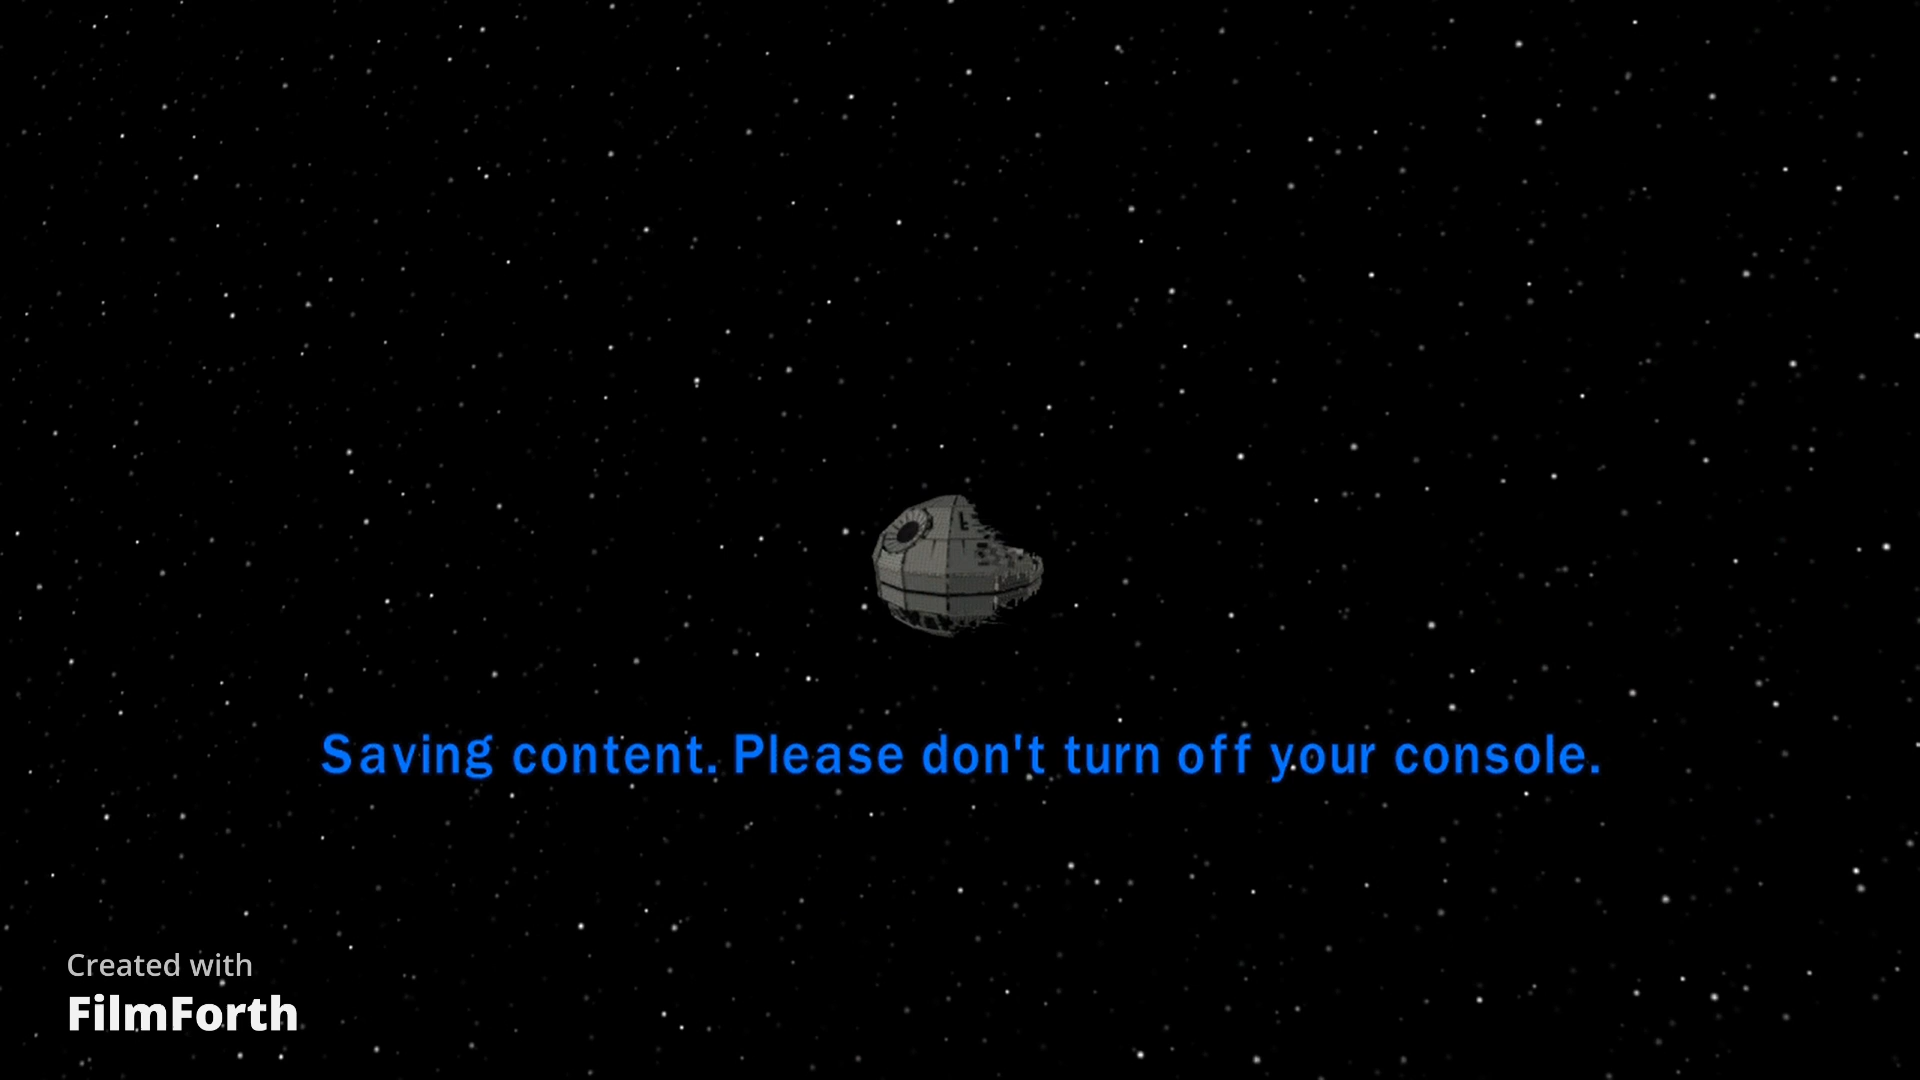 Saving content. Please don't turn off your console.
Created with
FilmForth